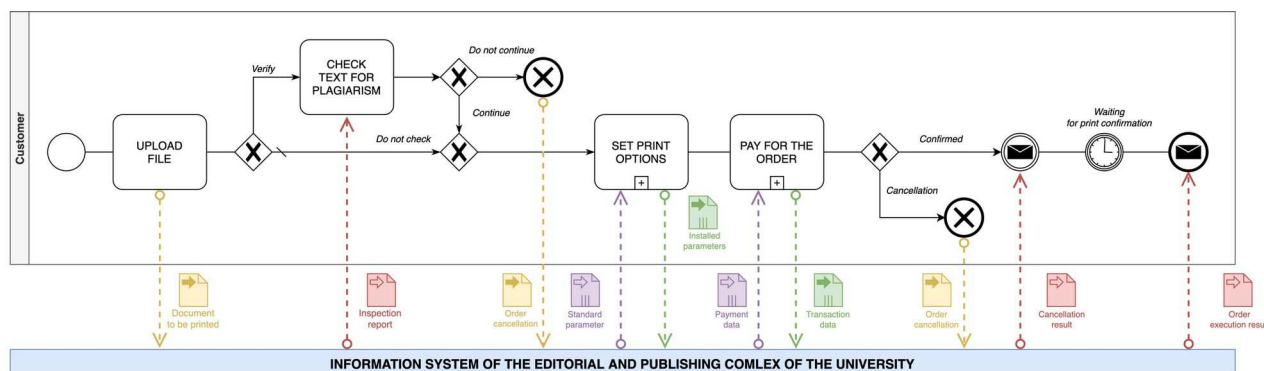 Customer
UPLOAD
FILE
Verify
CHECK
TEXT FOR
PLAGIARISM
Do not continue
Continue
Do not check
SET PRINT
OPTIONS
PAY FOR THE
ORDER
Confirmed
Cancellation
Waiting
for print confirmation
Installed
parameters
Document
to be printed
Inspection
report
Order
cancellation
Standard
parameter
Payment
data
Transaction
data
Order
cancellation
Cancellation
result
Order
execution resu
INFORMATION SYSTEM OF THE EDITORIAL AND PUBLISHING COMLEX OF THE UNIVERSITY